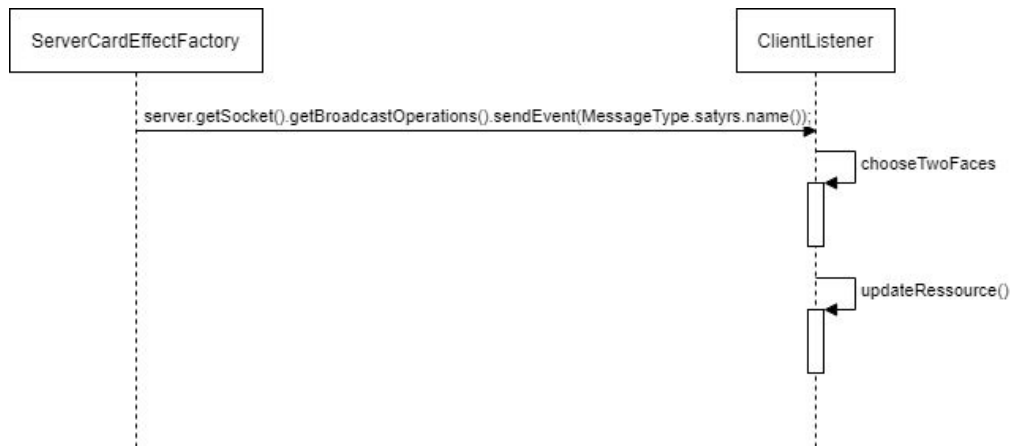 ServerCardEffectFactory
ClientListener
server.getSocket().getBroadcastOperations().sendEvent(MessageType.satyrs.name());
chooseTwoFaces
updateRessource()